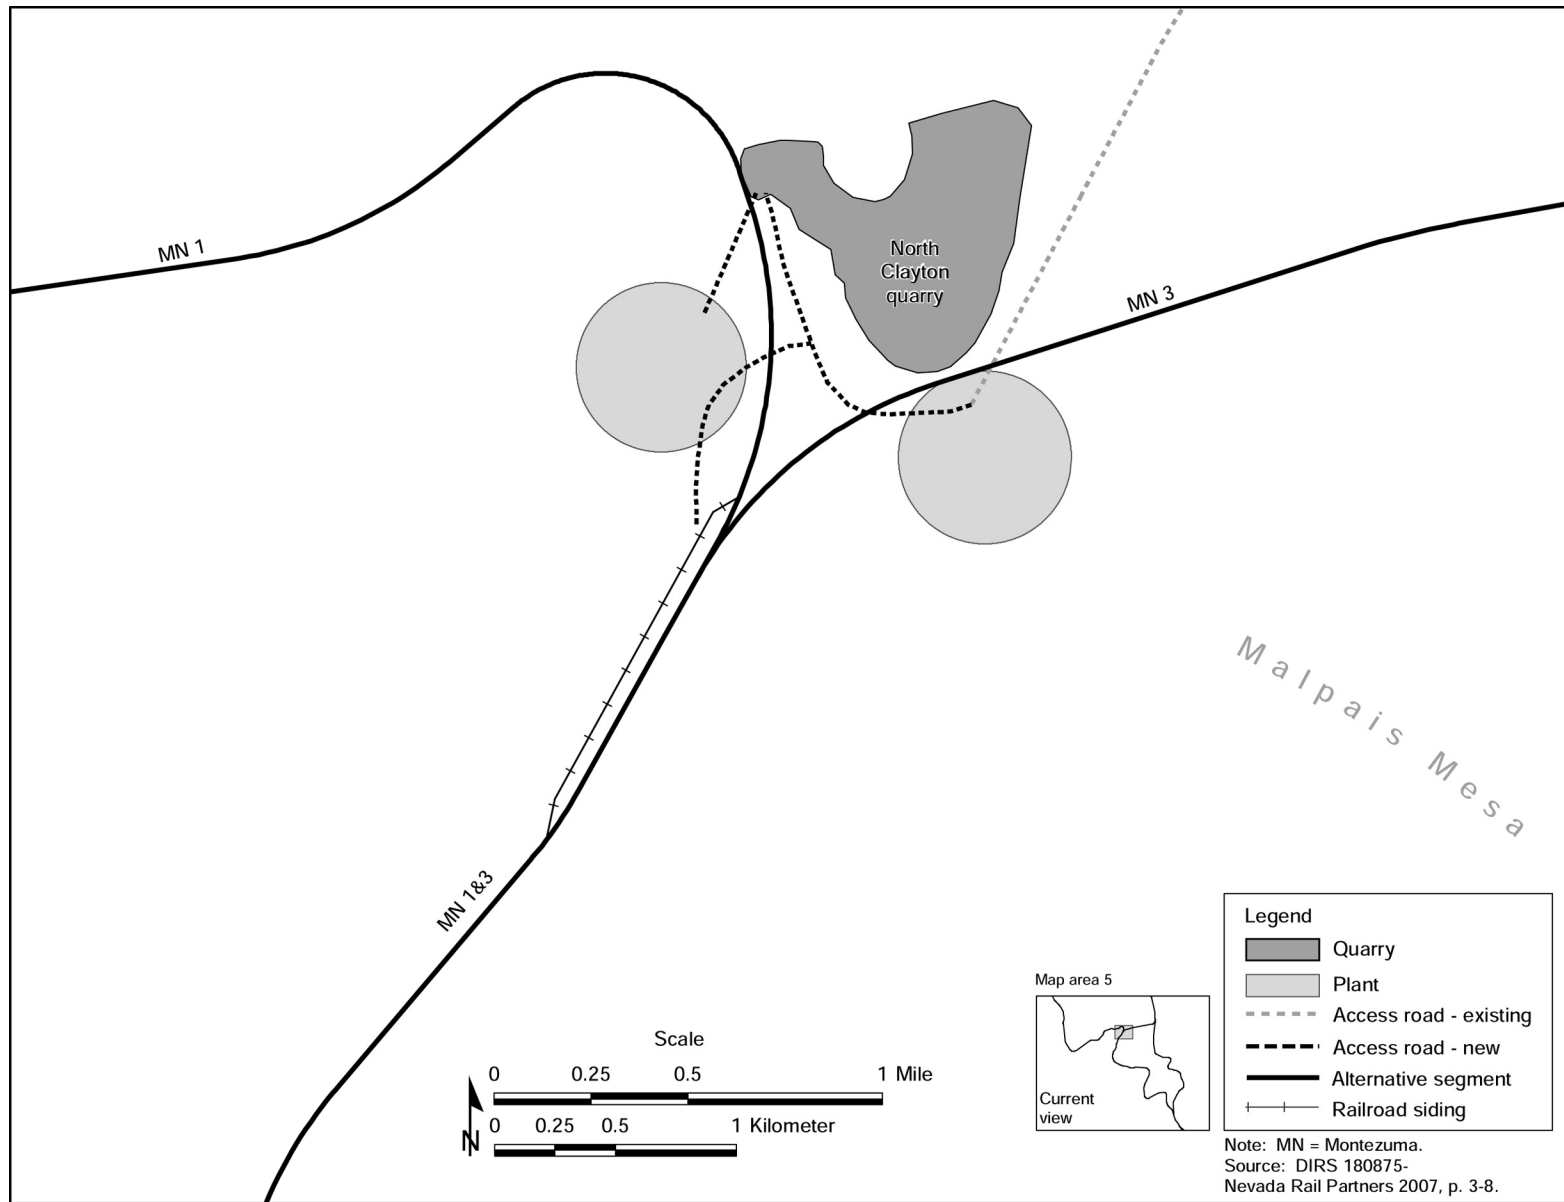 MN 1
North
Clayton
quarry
MN 3
Malpais Mesa
MN 1&3
Legend
Quarry
Plant
Access road - existing
Access road - new
Alternative segment
Railroad siding
Map area 5
Current
view
Scale
0 0.25 0.5 1 Mile
0 0.25 0.5 1 Kilometer
N
Note: MN = Montezuma.
Source: DIRS 180875-
Nevada Rail Partners 2007, p. 3-8.